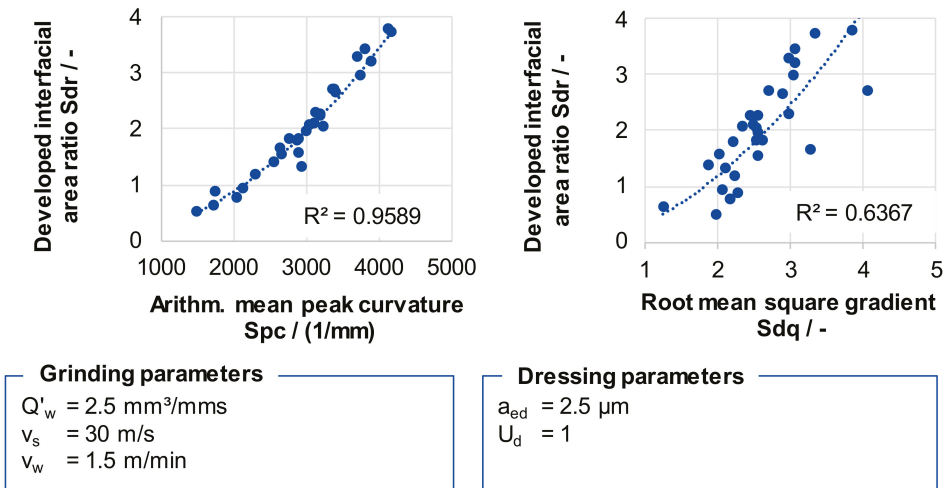 Developed interfacial
area ratio Sdr / -
4
3
2
1
0
R² = 0.9589
1000 2000 3000 4000 5000
Arithm. mean peak curvature
Spc / (1/mm)
Developed interfacial
area ratio Sdr / -
4
3
2
1
0
R² = 0.6367
1 2 3 4 5
Root mean square gradient
Sdq / -
Grinding parameters
Q'w = 2.5 mm³/mms
vs = 30 m/s
vw = 1.5 m/min
Dressing parameters
aed = 2.5 µm
Ud = 1